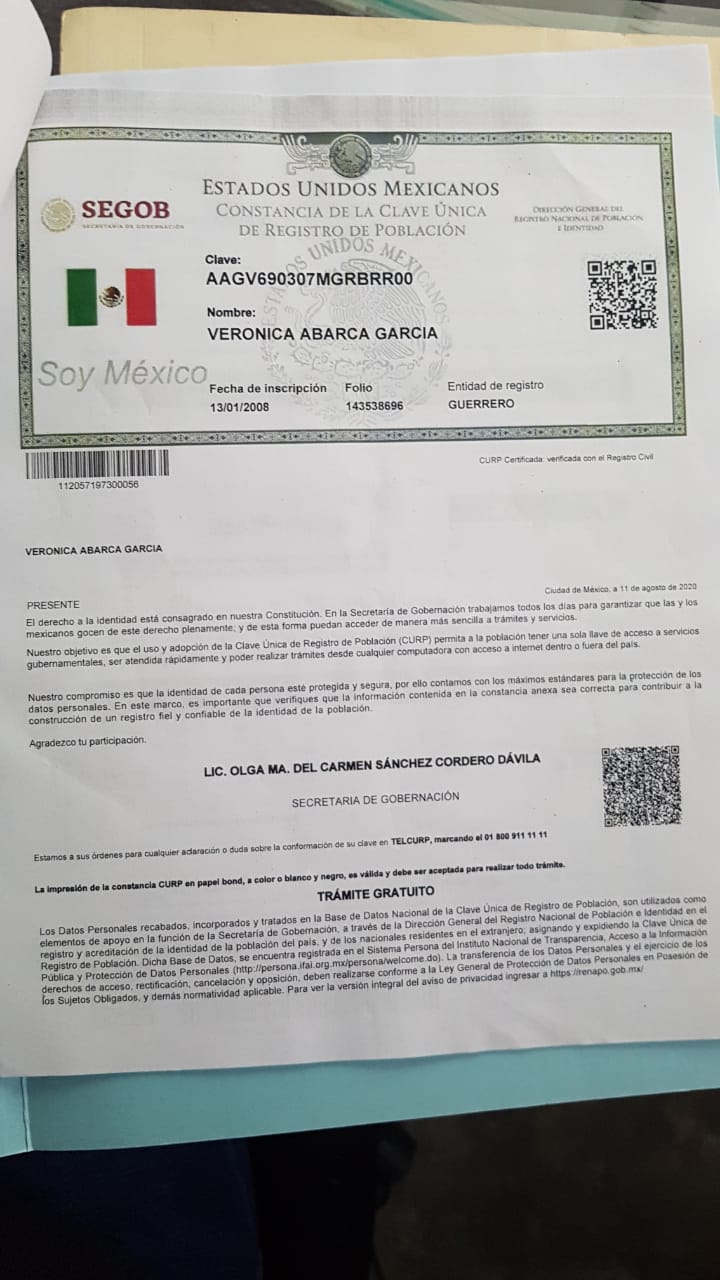 ESTADOS UNIDOS MEXICANOS
SEGOB
SECRETARÍA DE GOBERNACIÓN
CONSTANCIA DE LA CLAVE ÚNICA
DE REGISTRO DE POBLACIÓN
DIRECCIÓN GENERAL DEL
REGISTRO NACIONAL DE POBLACIÓN
E IDENTIDAD
ESTADOS UNIDOS MEXICANOS
Clave:
AAGV690307MGRBRR00
Nombre:
VERONICA ABARCA GARCIA
Soy México
Fecha de inscripción Folio Entidad de registro
13/01/2008 143538696 GUERRERO
112057197300056
CURP Certificada: verificada con el Registro Civil
VERONICA ABARCA GARCIA
Ciudad de México, a 11 de agosto de 2020
PRESENTE
El derecho a la identidad está consagrado en nuestra Constitución. En la Secretaría de Gobernación trabajamos todos los días para garantizar que las y los
mexicanos gocen de este derecho plenamente; y de esta forma puedan acceder de manera más sencilla a trámites y servicios.
Nuestro objetivo es que el uso y adopción de la Clave Única de Registro de Población (CURP) permita a la población tener una sola llave de acceso a servicios
gubernamentales, ser atendida rápidamente y poder realizar trámites desde cualquier computadora con acceso a internet dentro o fuera del país.
Nuestro compromiso es que la identidad de cada persona esté protegida y segura, por ello contamos con los máximos estándares para la protección de los
datos personales. En este marco, es importante que verifiques que la información contenida en la constancia anexa sea correcta para contribuir a la
construcción de un registro fiel y confiable de la identidad de la población.
Agradezco tu participación.
LIC. OLGA MA. DEL CARMEN SÁNCHEZ CORDERO DÁVILA
SECRETARIA DE GOBERNACIÓN
Estamos a sus órdenes para cualquier aclaración o duda sobre la conformación de su clave en TELCURP, marcando el 01 800 911 11 11
La impresión de la constancia CURP en papel bond, a color o blanco y negro, es válida y debe ser aceptada para realizar todo trámite.
TRÁMITE GRATUITO
Los Datos Personales recabados, incorporados y tratados en la Base de Datos Nacional de la Clave Única de Registro de Población, son utilizados como
elementos de apoyo en la función de la Secretaría de Gobernación, a través de la Dirección General del Registro Nacional de Población e Identidad en el
registro y acreditación de la identidad de la población del país, y de los nacionales residentes en el extranjero; asignando y expidiendo la Clave Única de
Registro de Población. Dicha Base de Datos, se encuentra registrada en el Sistema Persona del Instituto Nacional de Transparencia, Acceso a la Información
Pública y Protección de Datos Personales (http://persona.ifai.org.mx/persona/welcome.do). La transferencia de los Datos Personales y el ejercicio de los
derechos de acceso, rectificación, cancelación y oposición, deben realizarse conforme a la Ley General de Protección de Datos Personales en Posesión de
los Sujetos Obligados, y demás normatividad aplicable. Para ver la versión integral del aviso de privacidad ingresar a https://renapo.gob.mx/